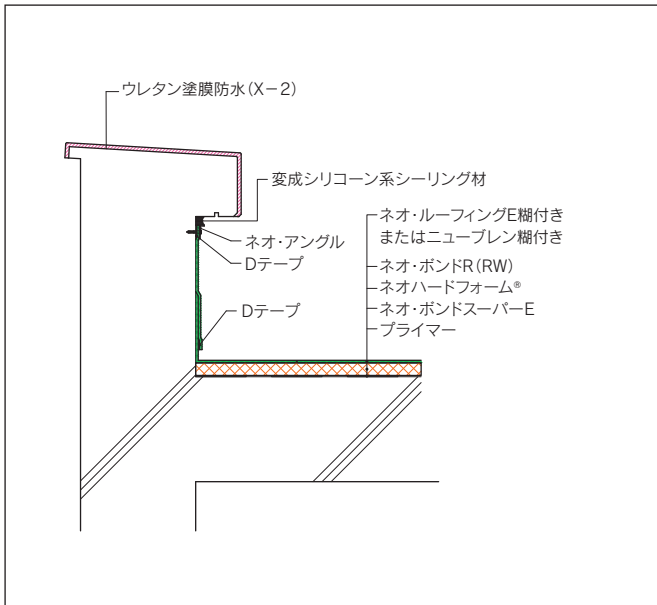 ウレタン塗膜防水(X－2)
変成シリコーン系シーリング材
ネオ・ルーフィングE糊付き
またはニューブレン糊付き
ネオ・アングル
Dテープ
ネオ・ボンドR(RW)
ネオハードフォーム®
Dテープ
ネオ・ボンドスーパーE
プライマー